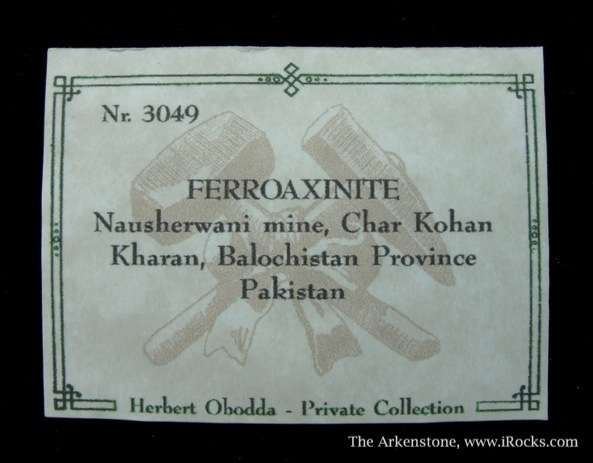 Nr. 3049
FERROAXINITE
Nausherwani mine, Char Kohan
Kharan, Balochistan Province
Pakistan
Herbert Obodda - Private Collection
The Arkenstone, www.iRocks.com